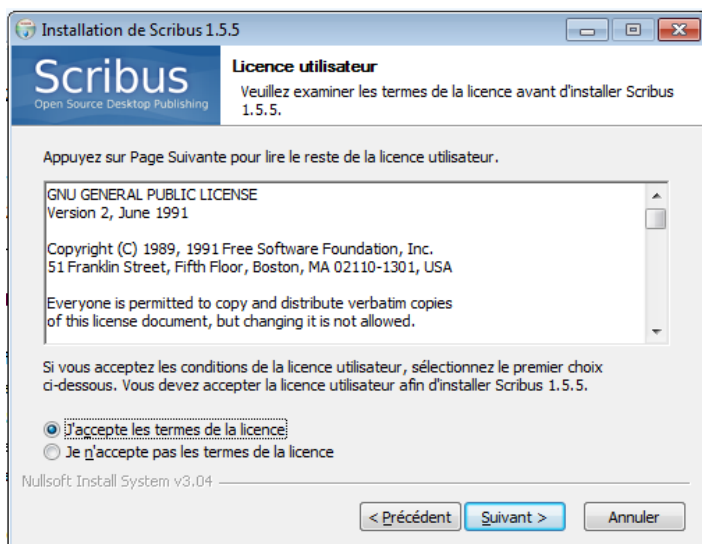 Installation de Scribus 1.5.5
Scribus
Open Source Desktop Publishing
Licence utilisateur
Veuillez examiner les termes de la licence avant d'installer Scribus
1.5.5.
Appuyez sur Page Suivante pour lire le reste de la licence utilisateur.
GNU GENERAL PUBLIC LICENSE
Version 2, June 1991
Copyright (C) 1989, 1991 Free Software Foundation, Inc.
51 Franklin Street, Fifth Floor, Boston, MA 02110-1301, USA
Everyone is permitted to copy and distribute verbatim copies
of this license document, but changing it is not allowed.
Si vous acceptez les conditions de la licence utilisateur, sélectionnez le premier choix
ci-dessous. Vous devez accepter la licence utilisateur afin d'installer Scribus 1.5.5.
J'accepte les termes de la licence
Je n'accepte pas les termes de la licence
Nullsoft Install System v3.04
< Précédent
Suivant >
Annuler